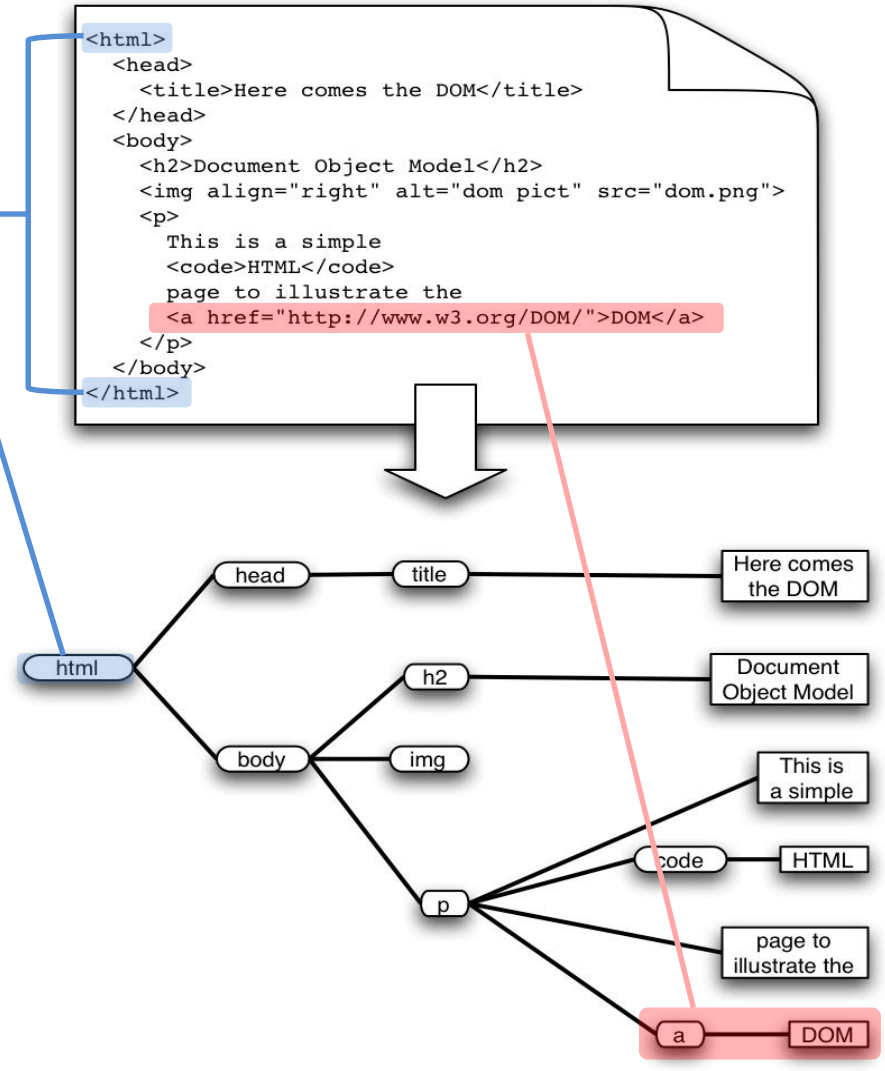 <html>
<head>
<title>Here comes the DOM</title>
</head>
<body>
<h2>Document Object Model</h2>
<img align="right" alt="dom pict" src="dom.png">
<p>
This is a simple
<code>HTML</code>
page to illustrate the
<a href="http://www.w3.org/DOM/">DOM</a>
</p>
</body>
</html>
head
title
Here comes
the DOM
html
h2
Document
Object Model
body
img
This is
a simple
code
HTML
p
page to
illustrate the
a
DOM